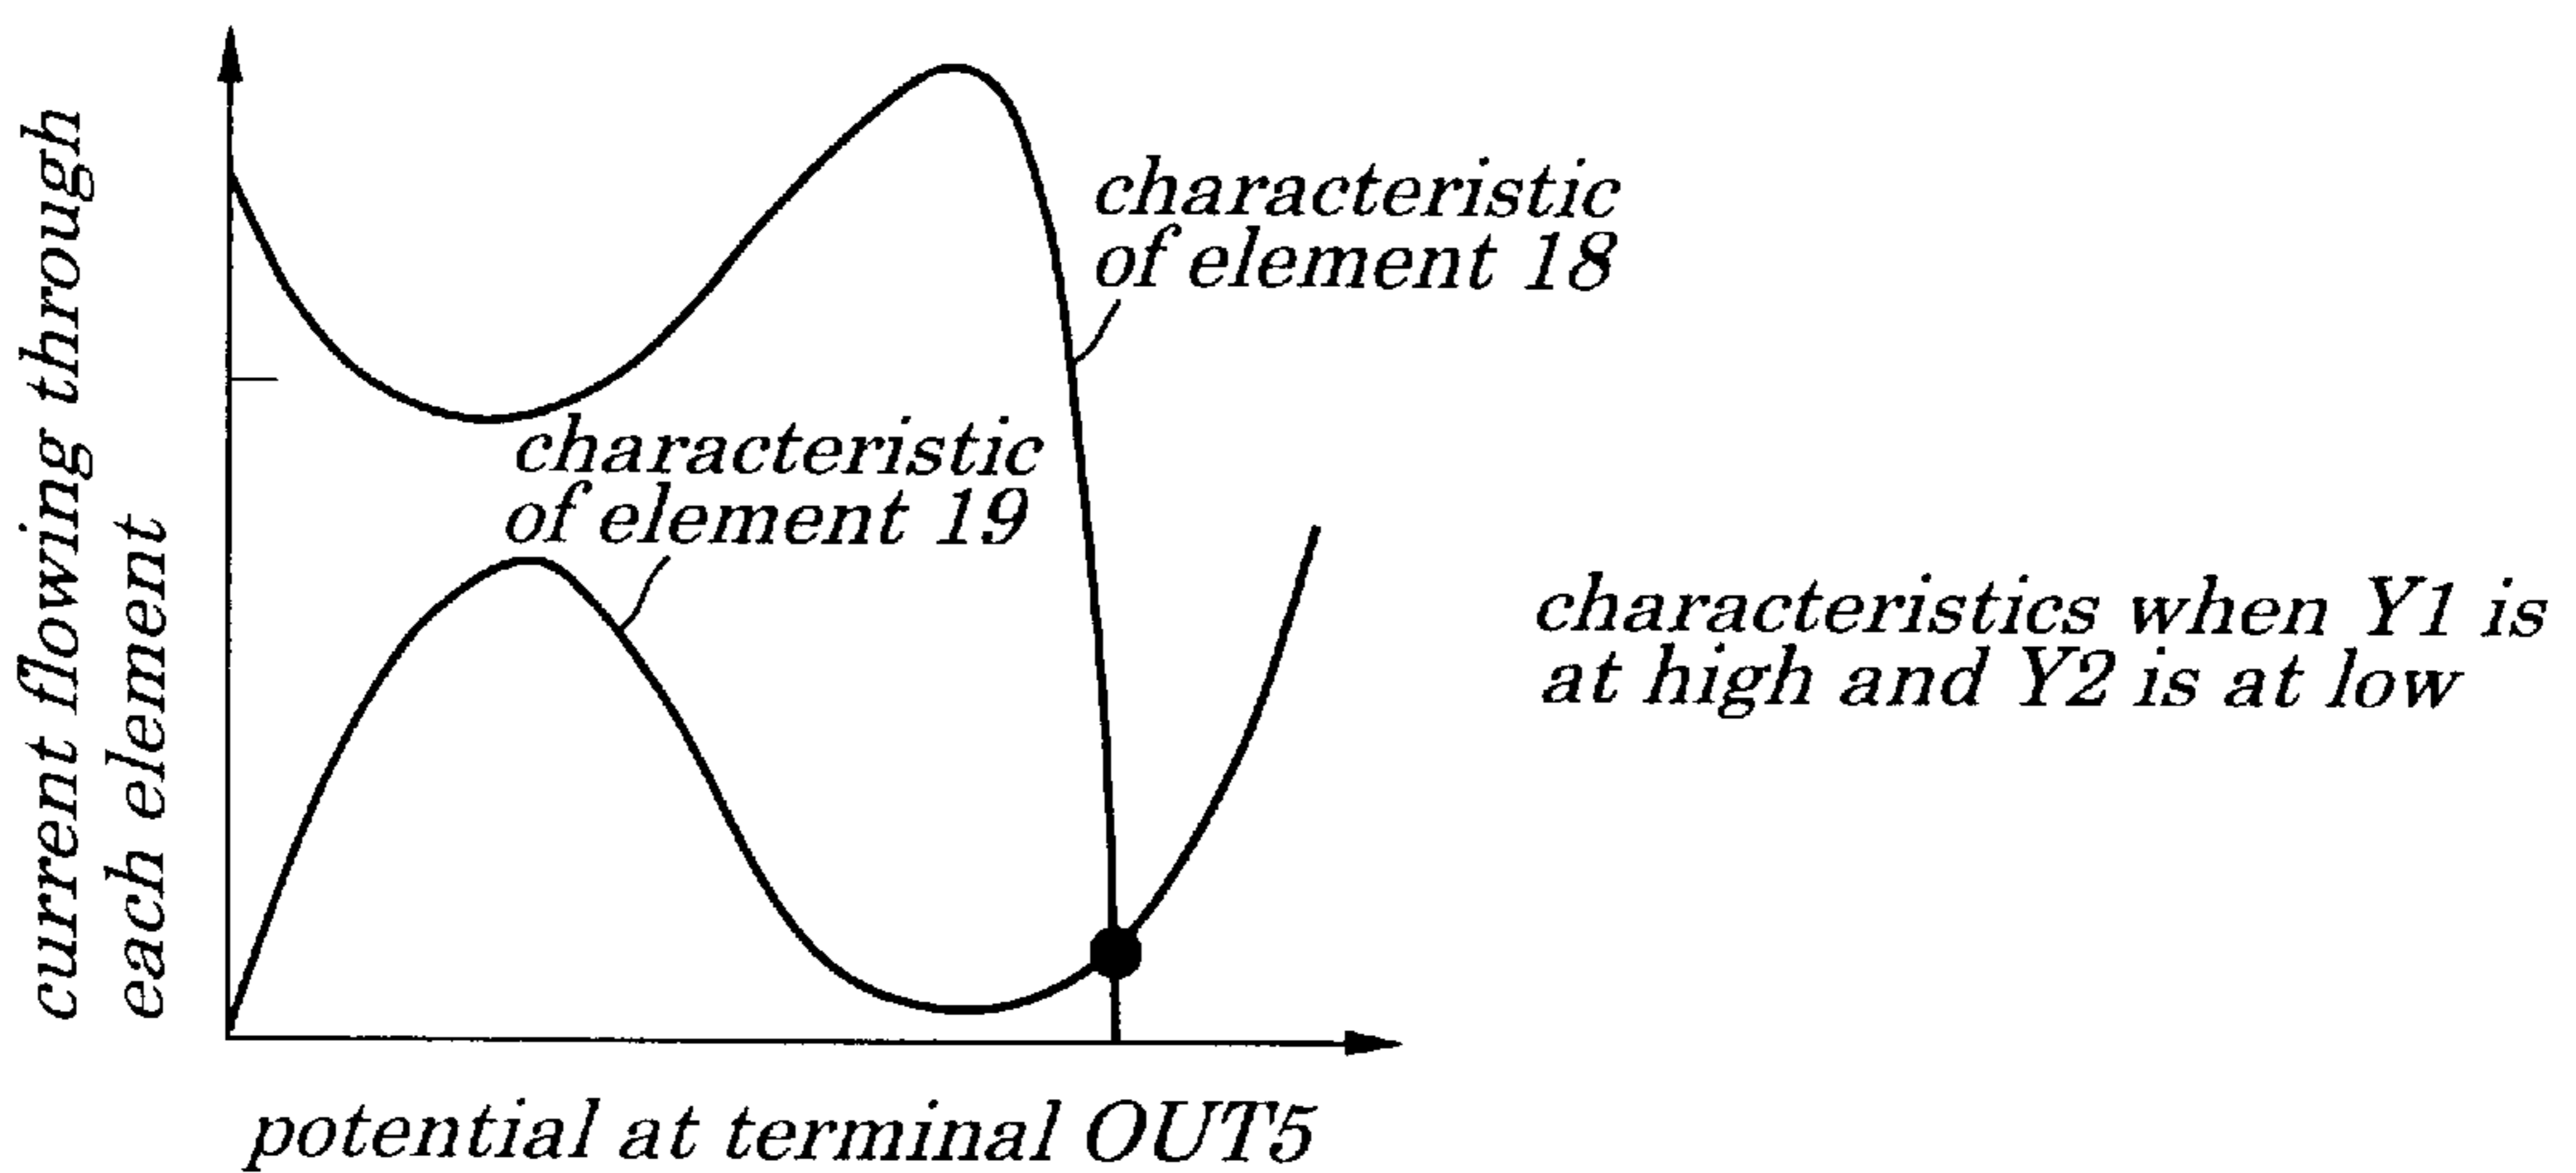 current flowing through
each element
characteristic
of element 18
characteristic
of element 19
characteristics when Y1 is
at high and Y2 is at low
potential at terminal OUT5